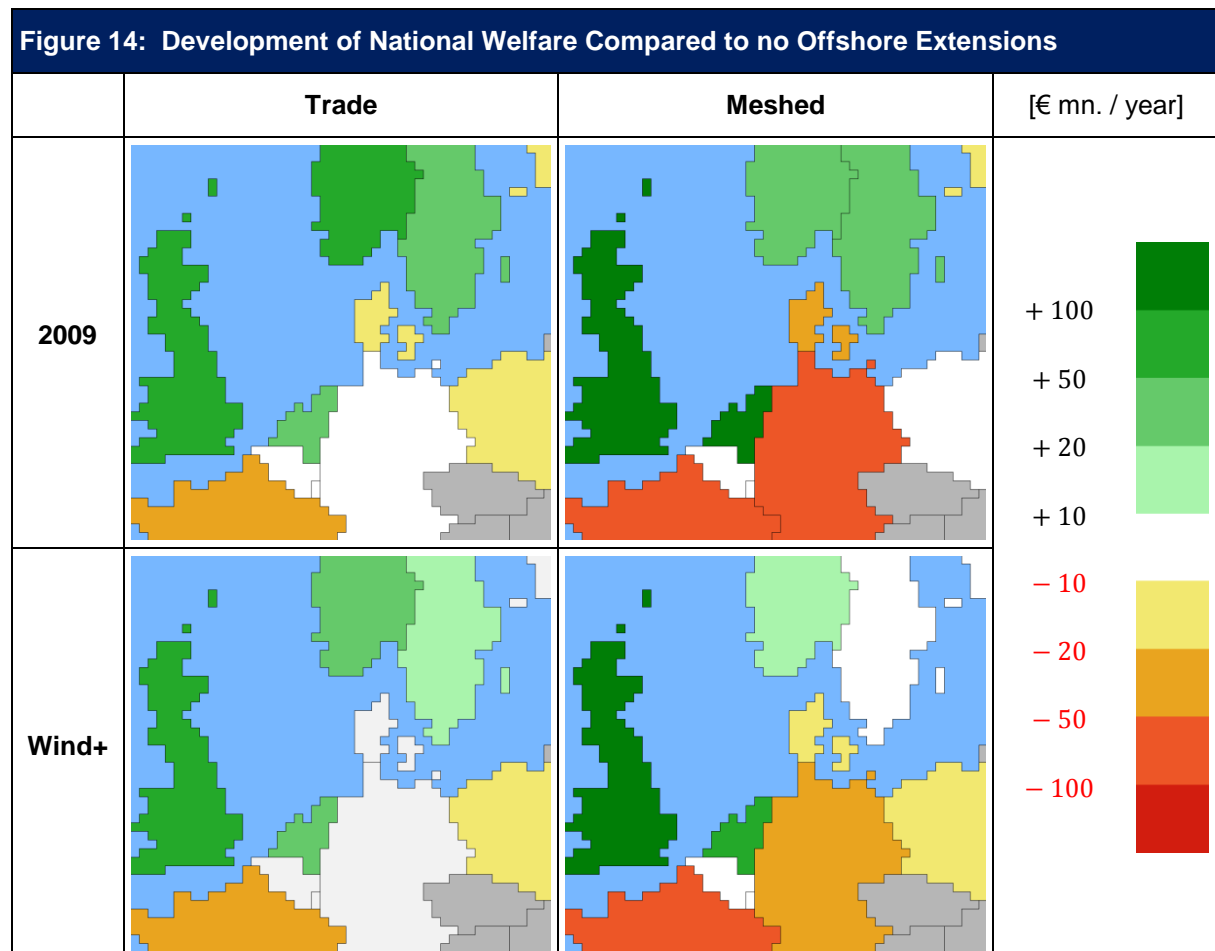 Figure 14:  Development of National Welfare Compared to no Offshore Extensions
Trade
Meshed
[€ mn. / year]
2009
+ 100
+ 50
+ 20
+ 10
− 10
− 20
− 50
− 100
Wind+